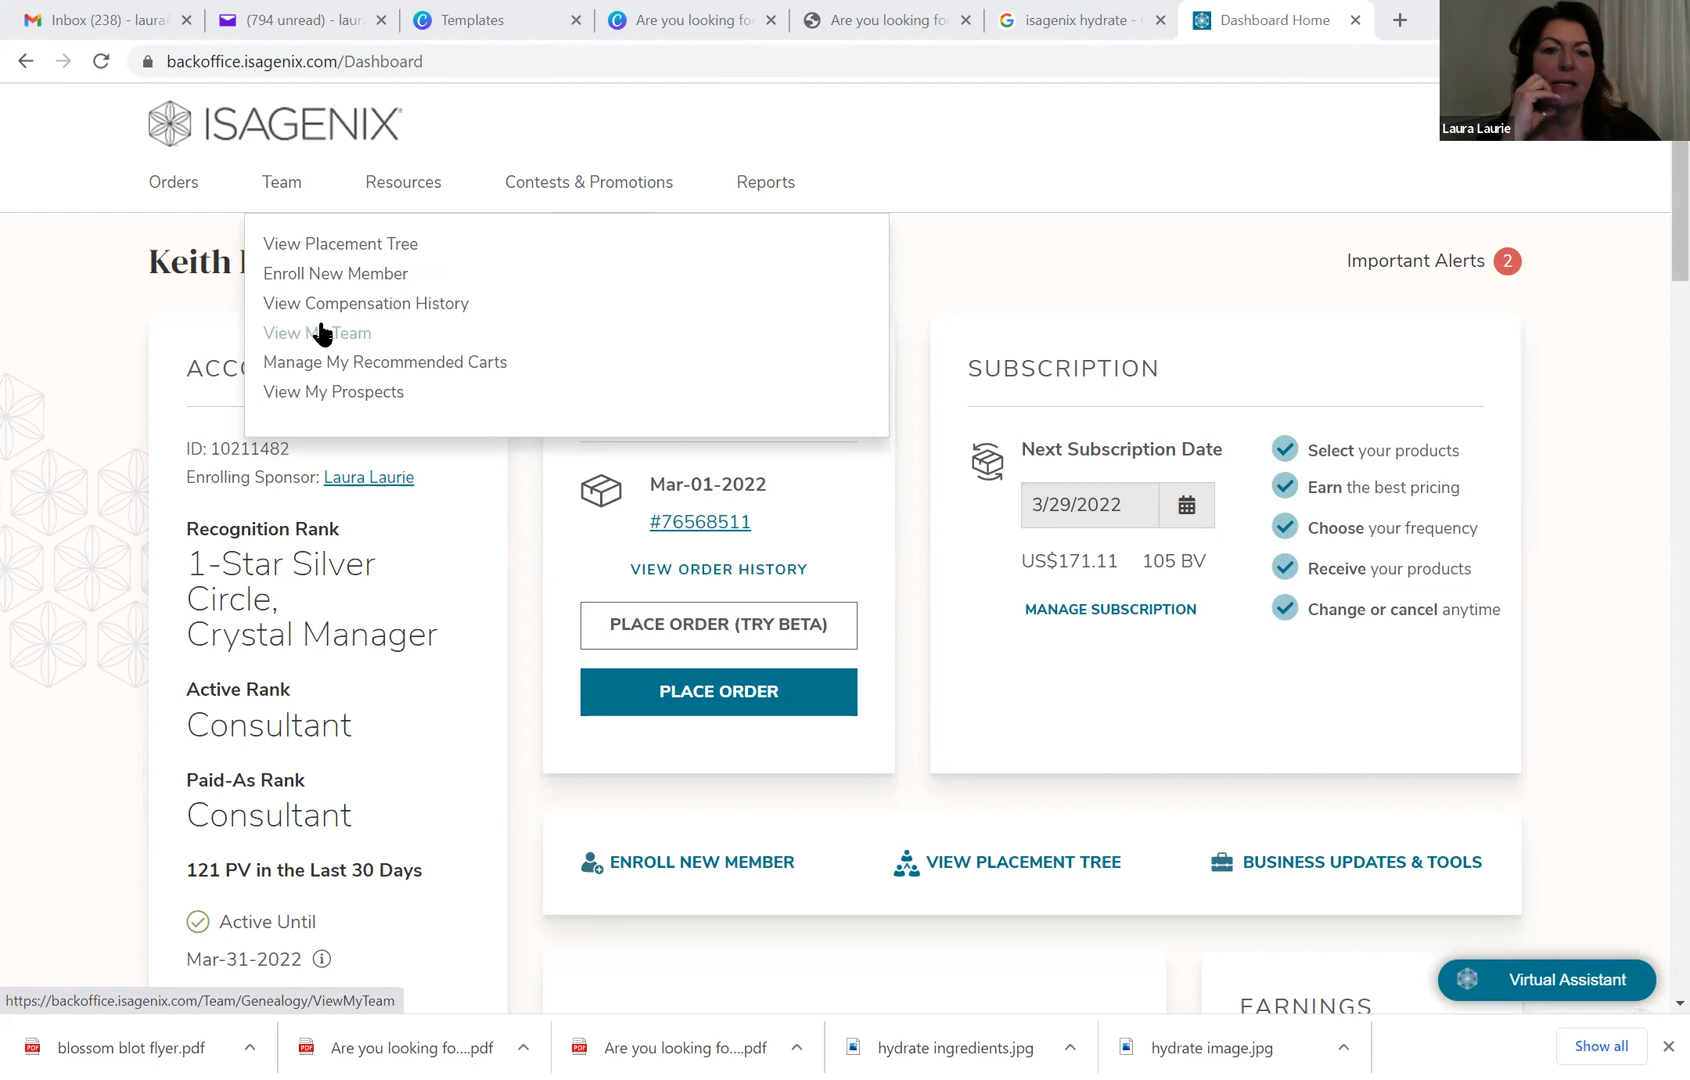 Inbox (238) - laura
(794 unread) - laur
Templates
Are you looking fo
Are you looking fo
isagenix hydrate -
Dashboard Home
backoffice.isagenix.com/Dashboard
Laura Laurie
ISAGENIX
Orders
Team
Resources
Contests & Promotions
Reports
View Placement Tree
Enroll New Member
View Compensation History
View My Team
Manage My Recommended Carts
View My Prospects
Keith
Important Alerts 2
ACCO
ID: 10211482
Enrolling Sponsor: Laura Laurie
Recognition Rank
1-Star Silver
Circle,
Crystal Manager
Active Rank
Consultant
Paid-As Rank
Consultant
121 PV in the Last 30 Days
Active Until
Mar-31-2022
Mar-01-2022
#76568511
VIEW ORDER HISTORY
PLACE ORDER (TRY BETA)
PLACE ORDER
SUBSCRIPTION
Next Subscription Date
3/29/2022
US$171.11 105 BV
MANAGE SUBSCRIPTION
Select your products
Earn the best pricing
Choose your frequency
Receive your products
Change or cancel anytime
ENROLL NEW MEMBER
VIEW PLACEMENT TREE
BUSINESS UPDATES & TOOLS
EARNINGS
Virtual Assistant
https://backoffice.isagenix.com/Team/Genealogy/ViewMyTeam
blossom blot flyer.pdf
Are you looking fo....pdf
Are you looking fo....pdf
hydrate ingredients.jpg
hydrate image.jpg
Show all